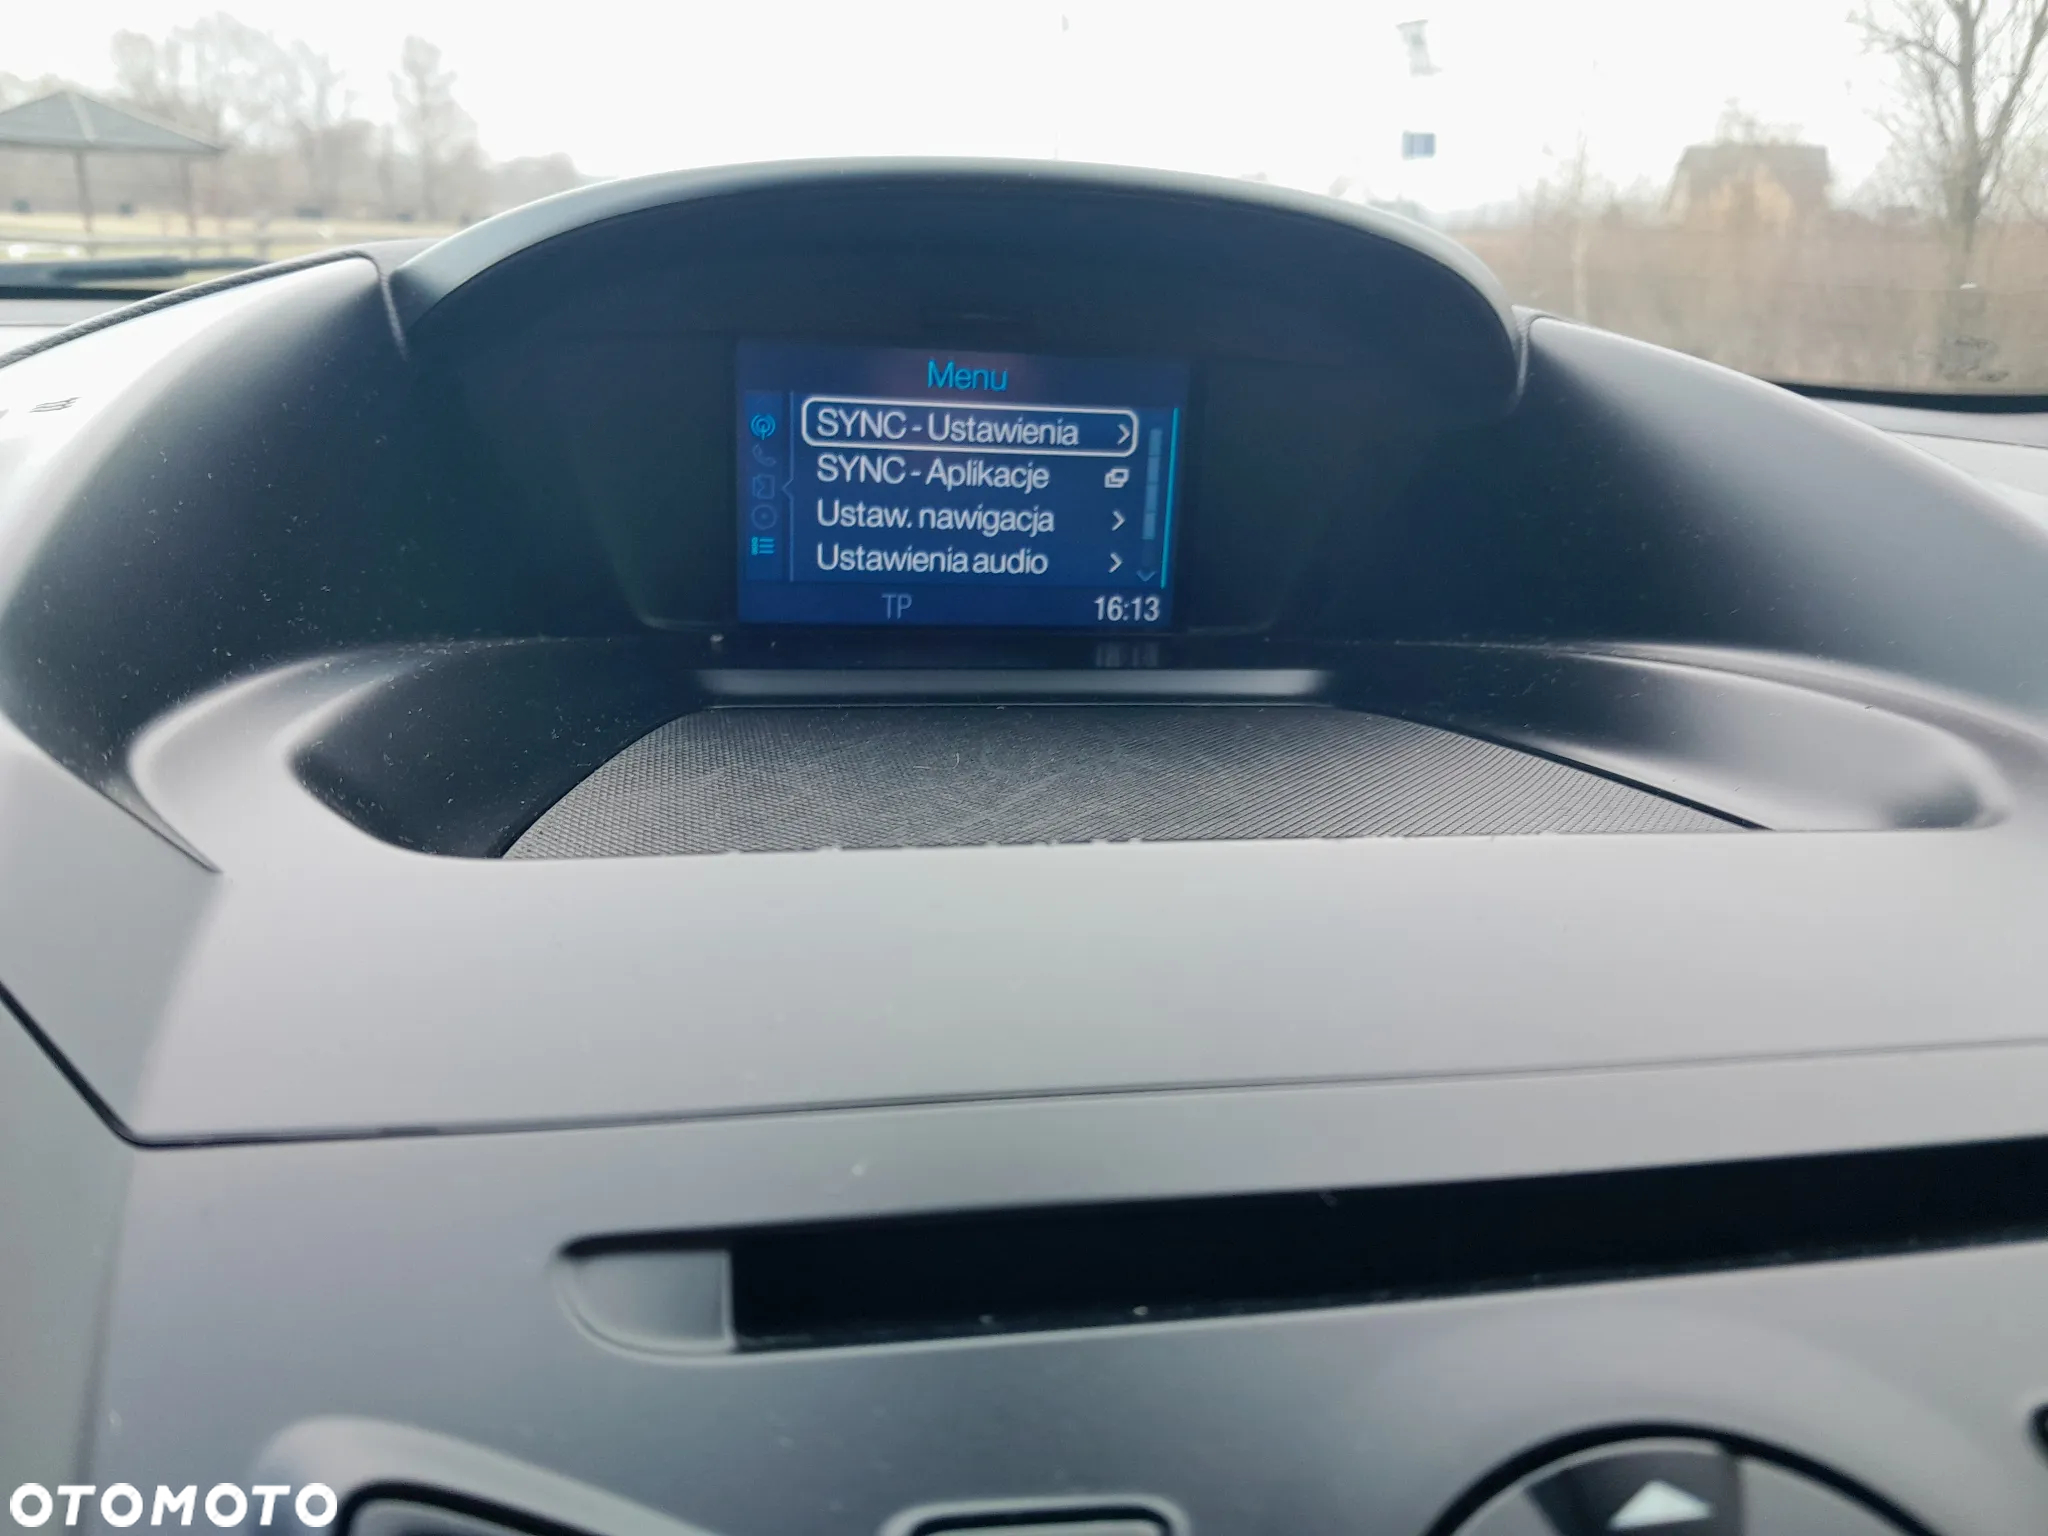 Menu
SYNC - Ustawienia
SYNC - Aplikacje
Ustaw. nawigacja
Ustawienia audio
TP 16:13
OTOMOTO